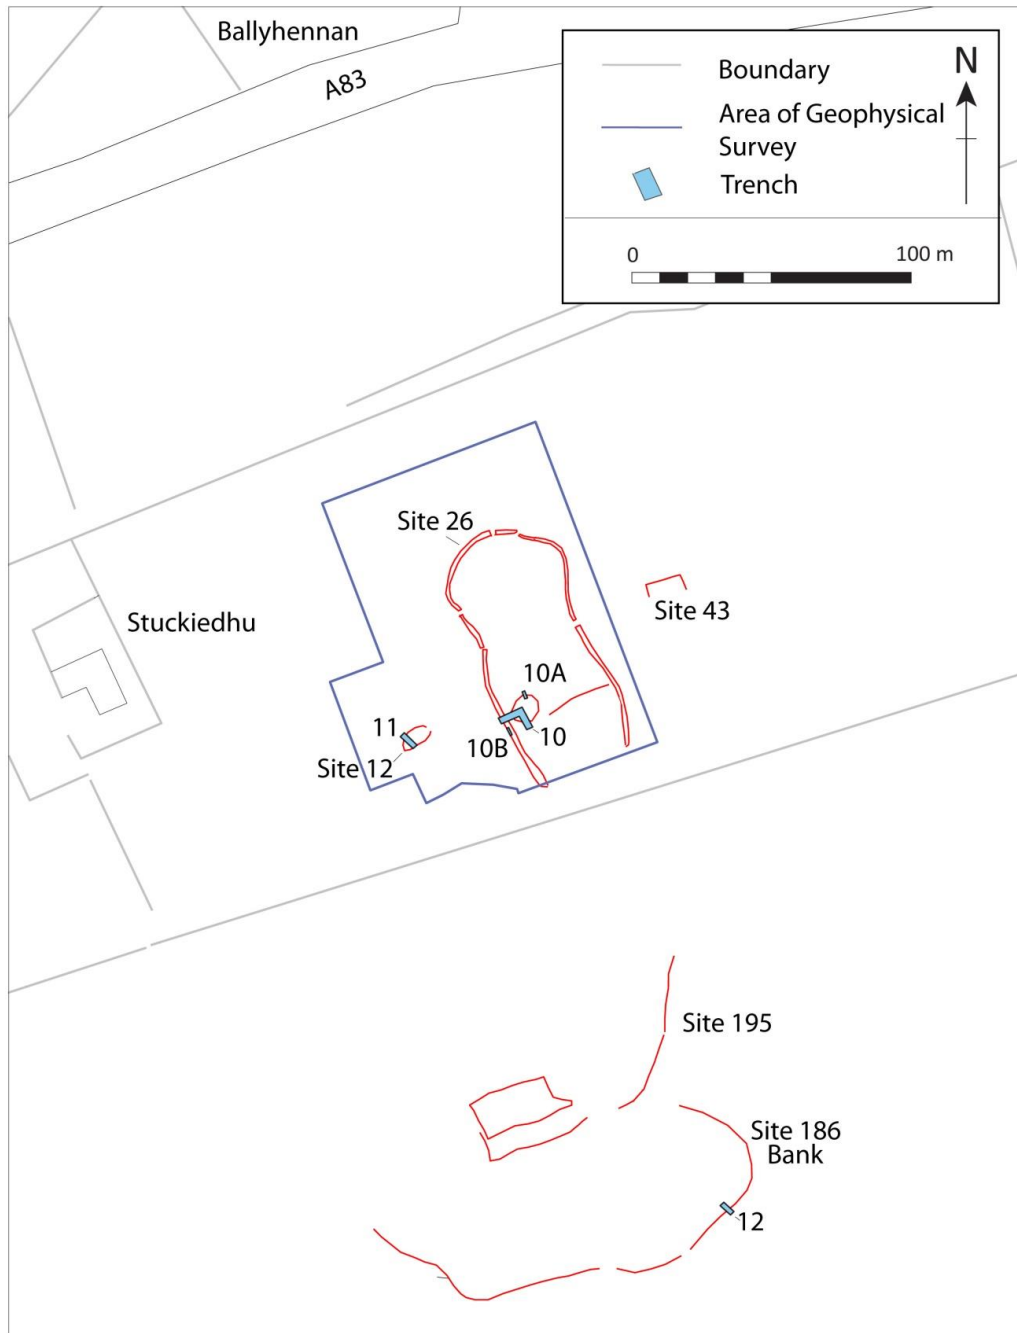 Ballyhennan
A83
Boundary
Area of Geophysical
Survey
Trench
N
0
100 m
Site 26
Site 43
Stuckiedhu
10A
10
10B
11
Site 12
Site 195
Site 186
Bank
12